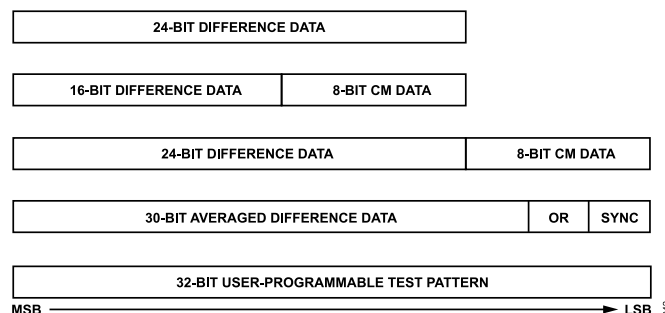 24-BIT DIFFERENCE DATA
16-BIT DIFFERENCE DATA 8-BIT CM DATA
24-BIT DIFFERENCE DATA 8-BIT CM DATA
30-BIT AVERAGED DIFFERENCE DATA OR SYNC
32-BIT USER-PROGRAMMABLE TEST PATTERN
MSB LSB